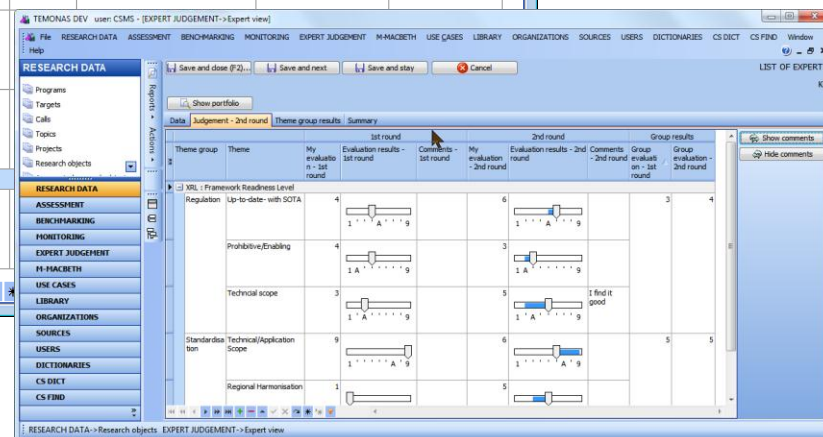 TEMONAS DEV user: CSMS - [EXPERT JUDGEMENT->Expert view]
File RESEARCH DATA ASSESSMENT BENCHMARKING MONITORING EXPERT JUDGEMENT M-MACBETH USE CASES LIBRARY ORGANIZATIONS SOURCES USERS DICTIONARIES CS DICT CS FIND Window
Help
RESEARCH DATA
Save and close (F2)... Save and next Save and stay Cancel
LIST OF EXPERT
K
Programs
Targets
Calls
Topics
Projects
Research objects
RESEARCH DATA
ASSESSMENT
BENCHMARKING
MONITORING
EXPERT JUDGEMENT
M-MACBETH
USE CASES
LIBRARY
ORGANIZATIONS
SOURCES
USERS
DICTIONARIES
CS DICT
CS FIND
Reports
Actions
Show portfolio
Data Judgement - 2nd round Theme group results Summary
1st round 2nd round Group results
Theme group Theme My evaluatio n - 1st round Evaluation results - 1st round Comments - 1st round My evaluation - 2nd round Evaluation results - 2nd round Comments - 2nd round Group evaluati on - 1st round Group evaluation - 2nd round
XRL : Framework Readiness Level
Regulation Up-to-date- with SOTA 4 6 3 4
1 A 9 1 A 9
Prohibitive/Enabling 4 3
1 A 9 1 A 9
Techncial scope 3 5 I find it good
1 A 9 1 A 9
Standardisa tion Technical/Application Scope 9 6 5 5
1 A 9 1 A 9
Regional Harmonisation 1 5
Show comments
Hide comments
RESEARCH DATA->Research objects EXPERT JUDGEMENT->Expert view